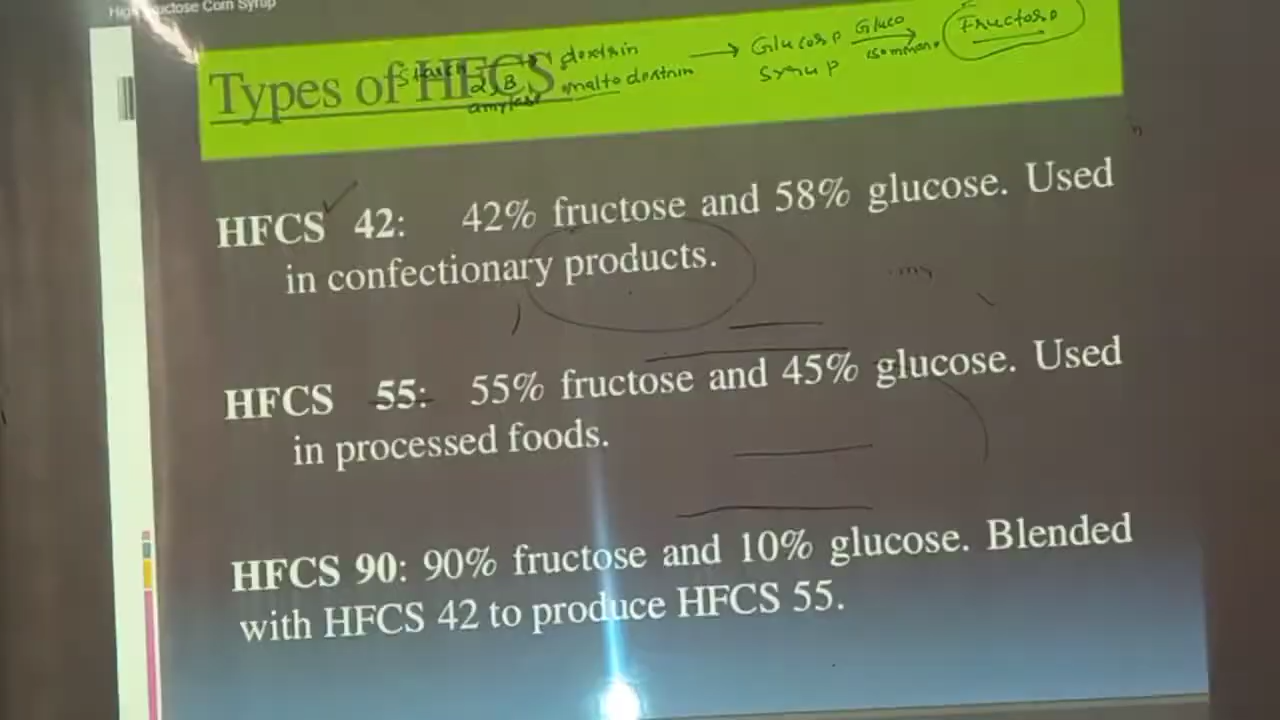 High Fructose Corn Syrup
Types of HFCS
Starch α, β amylase
dextrin
maltodextrin
→ Glucose syrup
Gluco isomerase
Fructose
HFCS 42: 42% fructose and 58% glucose. Used
in confectionary products.
HFCS 55: 55% fructose and 45% glucose. Used
in processed foods.
HFCS 90: 90% fructose and 10% glucose. Blended
with HFCS 42 to produce HFCS 55.